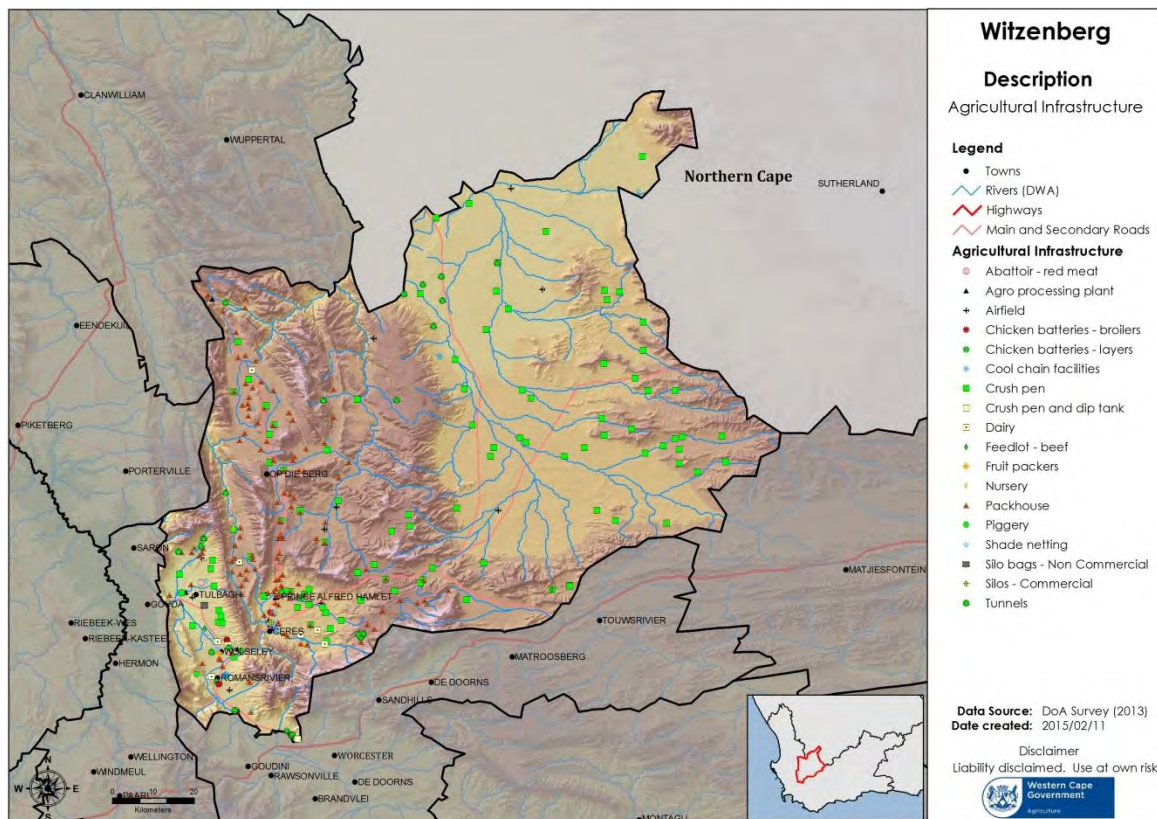 Witzenberg
Description
Agricultural Infrastructure
Legend
Towns
Rivers (DWA)
Highways
Main and Secondary Roads
Agricultural Infrastructure
Abattoir - red meat
Agro processing plant
Airfield
Chicken batteries - broilers
Chicken batteries - layers
Cool chain facilities
Crush pen
Crush pen and dip tank
Dairy
Feedlot - beef
Fruit packers
Nursery
Packhouse
Piggery
Shade netting
Silo bags - Non Commercial
Silos - Commercial
Tunnels
Data Source: DoA Survey (2013)
Date created: 2015/02/11
Disclaimer
Liability disclaimed. Use at own risk
Western Cape
Government
Agriculture
CLANWILLIAM
WUPPERTAL
Northern Cape
SUTHERLAND
EENDEKUIL
PIKETBERG
PORTERVILLE
OP DIE BERG
SARON
MATJIESFONTEIN
TULBAGH
PRINCE ALFRED HAMLET
GOUDA
RIEBEEK-WES
TOUWSRIVIER
CERES
RIEBEEK-KASTEEL
WOLSELEY
HERMON
MATROOSBERG
ROMANSRIVIER
DE DOORNS
SANDHILLS
WELLINGTON
WORCESTER
WINDMEUL
GOUDINI
RAWSONVILLE
DE DOORNS
PAARL
BRANDVLEI
MONTAGU
N
W
E
S
0
10
20
Kilometers